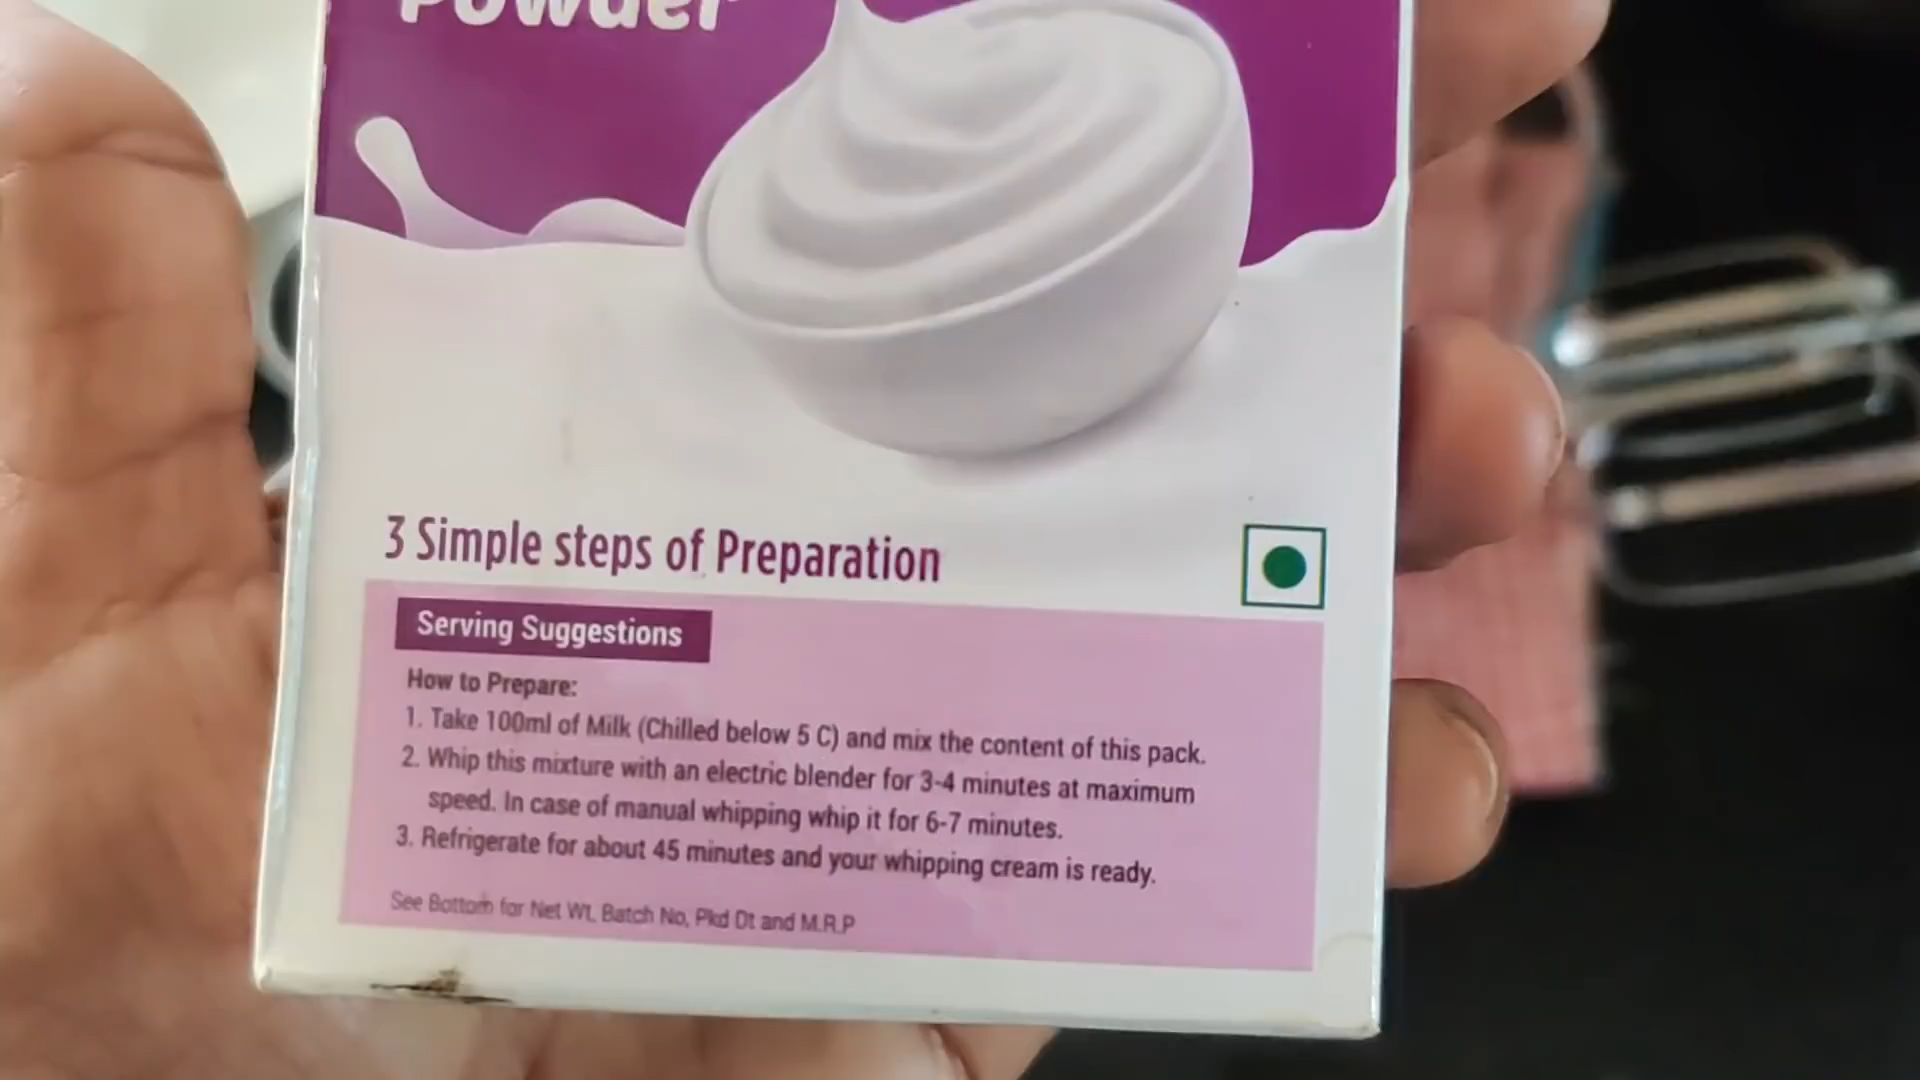 Powder
3 Simple steps of Preparation
Serving Suggestions
How to Prepare:
1. Take 100ml of Milk (Chilled below 5 C) and mix the content of this pack.
2. Whip this mixture with an electric blender for 3-4 minutes at maximum
speed. In case of manual whipping whip it for 6-7 minutes.
3. Refrigerate for about 45 minutes and your whipping cream is ready.
See Bottom for Net Wt, Batch No, Pkd Dt and M.R.P